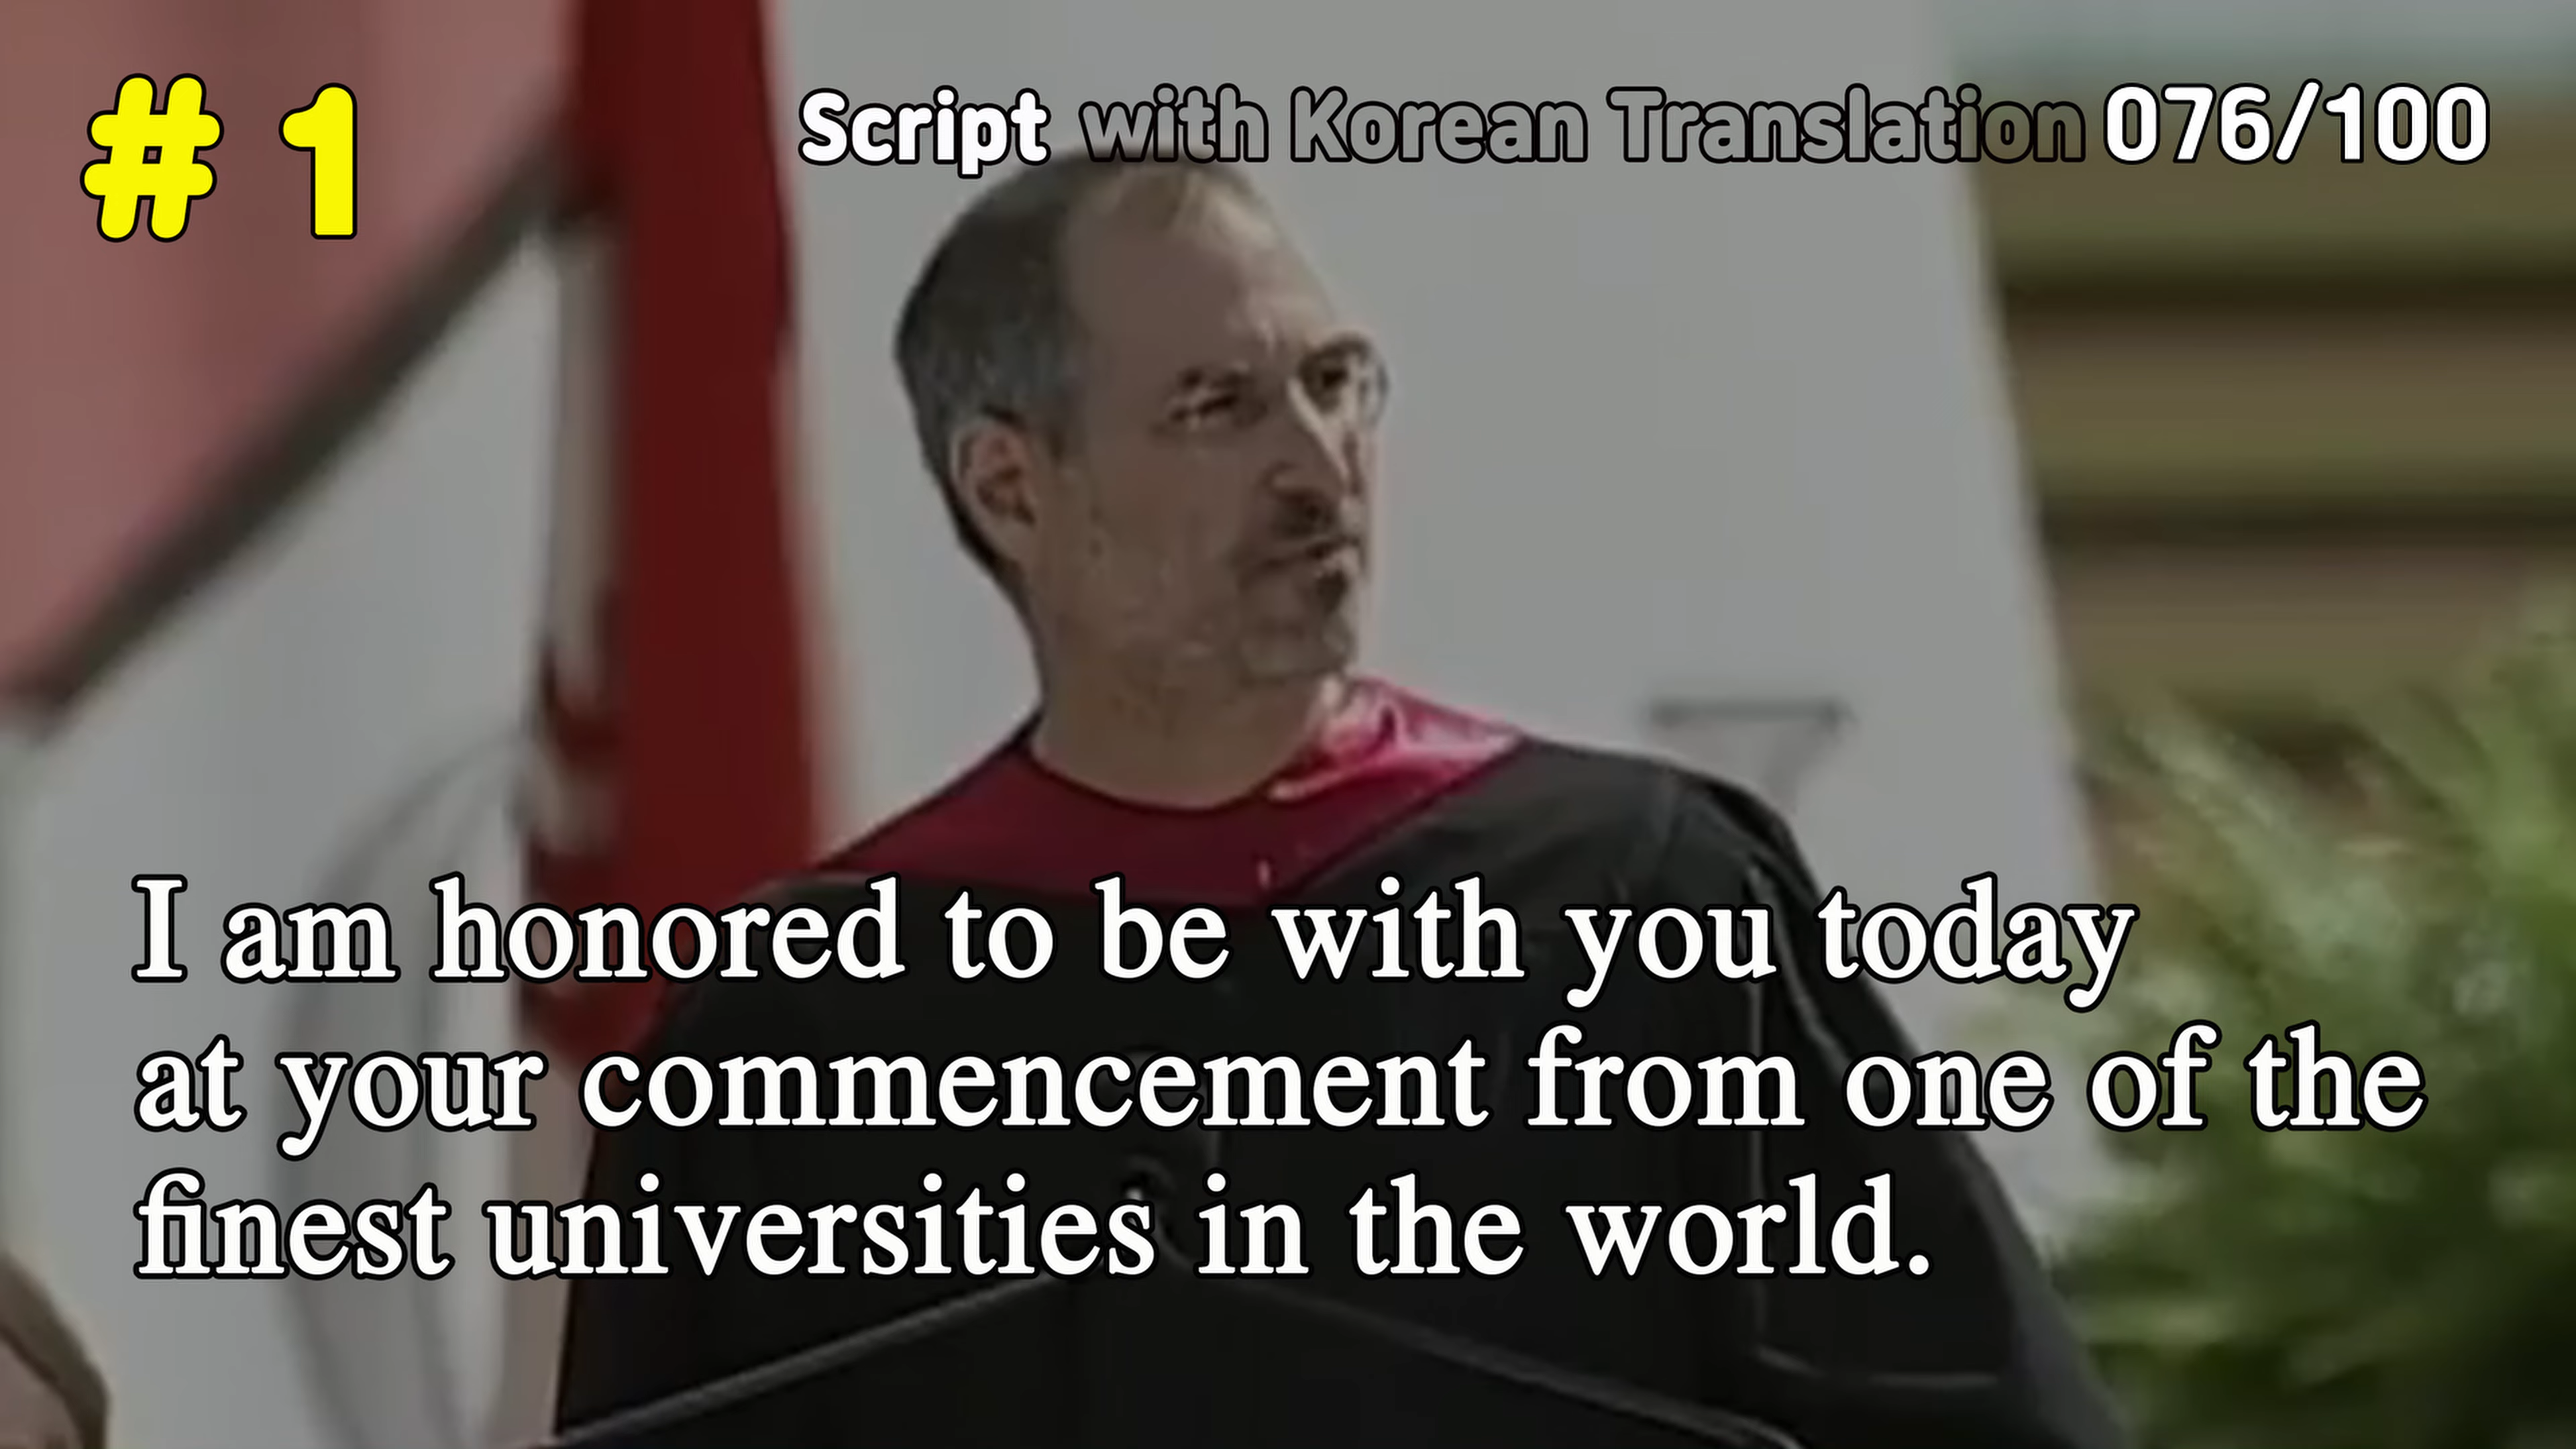 # 1
Script with Korean Translation 076/100
I am honored to be with you today
at your commencement from one of the
finest universities in the world.